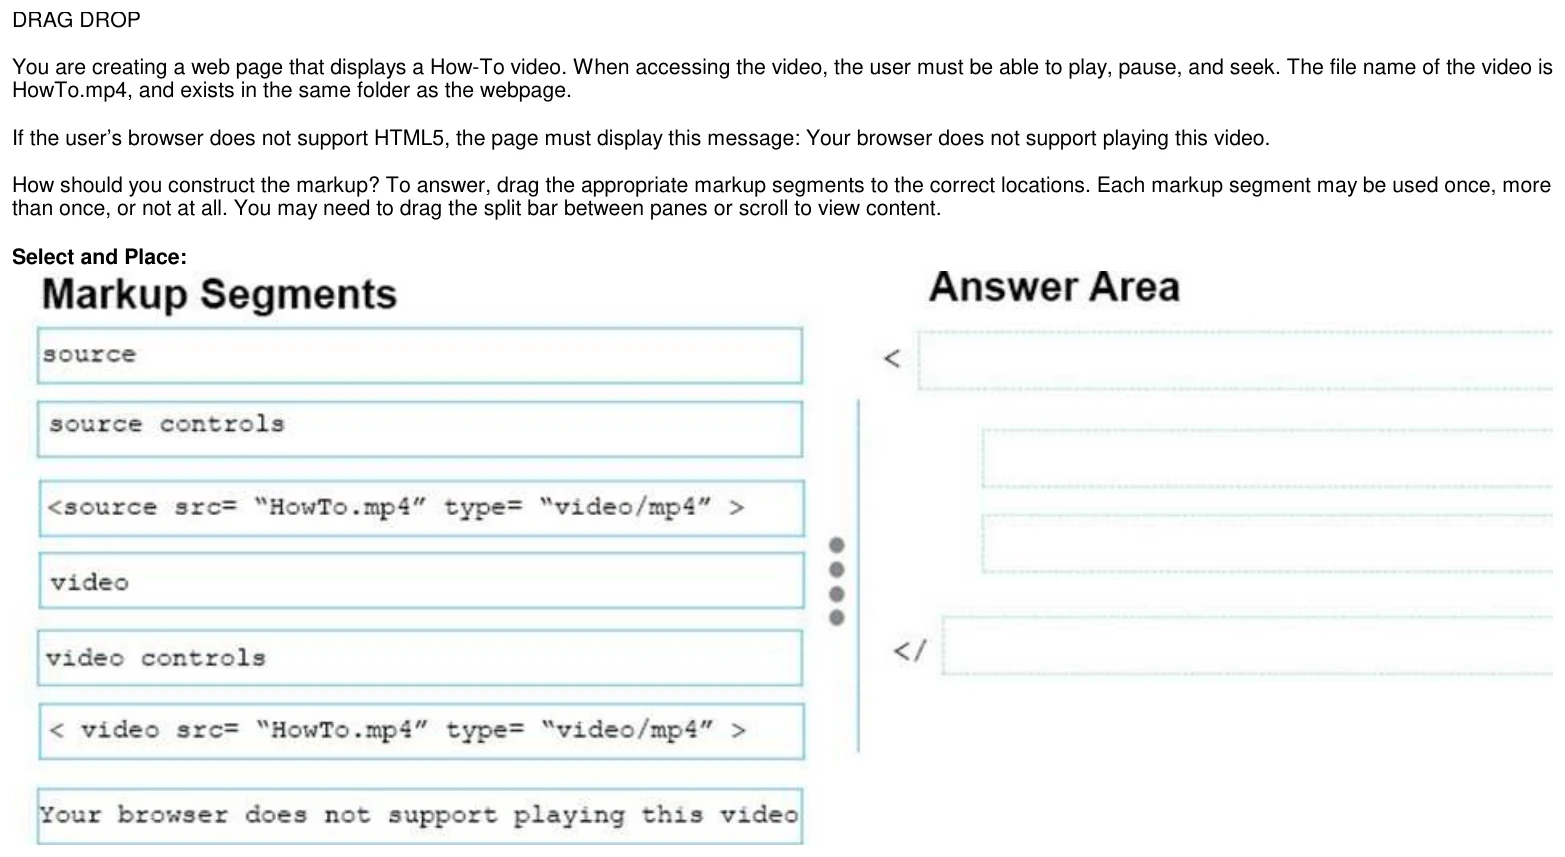 DRAG DROP
You are creating a web page that displays a How-To video. When accessing the video, the user must be able to play, pause, and seek. The file name of the video is
HowTo.mp4, and exists in the same folder as the webpage.
If the user’s browser does not support HTML5, the page must display this message: Your browser does not support playing this video.
How should you construct the markup? To answer, drag the appropriate markup segments to the correct locations. Each markup segment may be used once, more
than once, or not at all. You may need to drag the split bar between panes or scroll to view content.
Select and Place:
Markup Segments
source
source controls
<source src= “HowTo.mp4” type= “video/mp4” >
video
video controls
< video src= “HowTo.mp4” type= “video/mp4” >
Your browser does not support playing this video
Answer Area
<
</